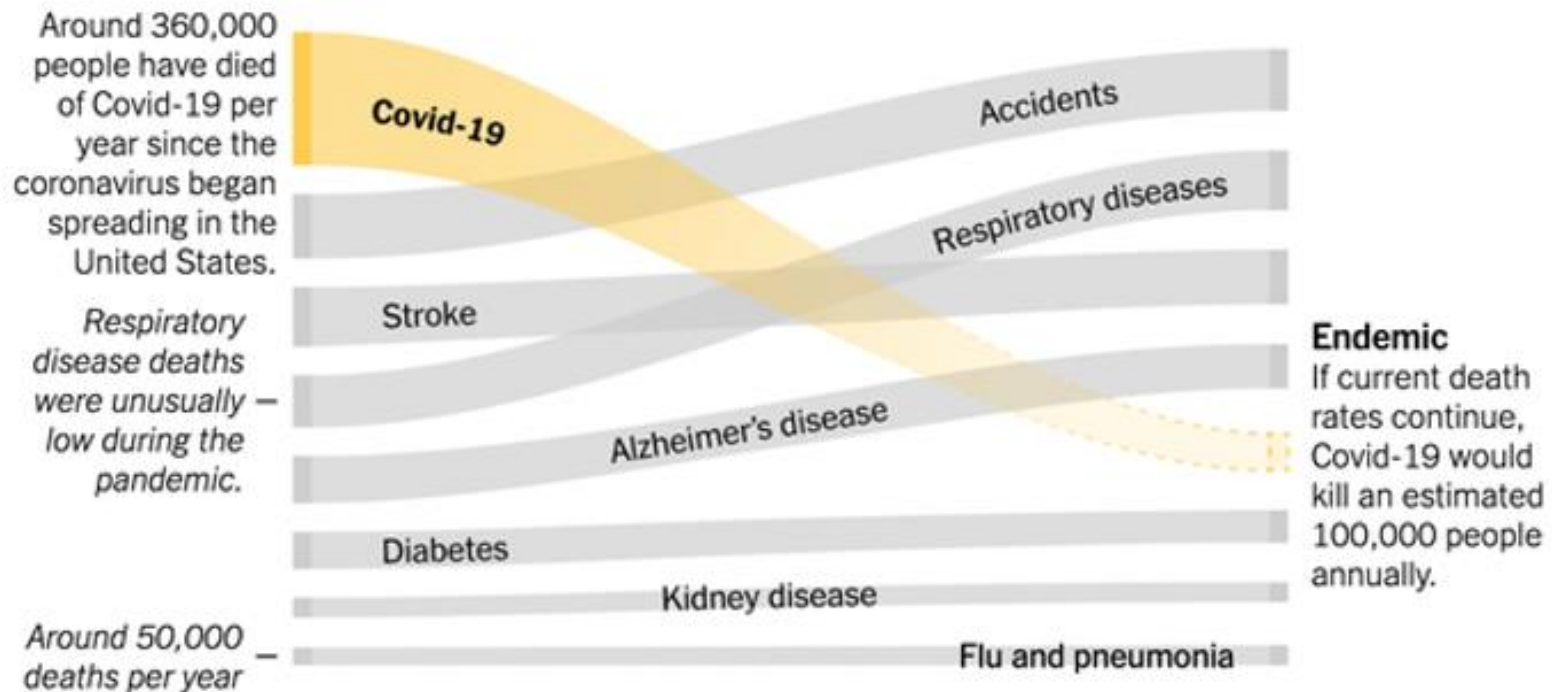 Around 360,000
people have died
of Covid-19 per
year since the
coronavirus began
spreading in the
United States.
Respiratory
disease deaths
were unusually
low during the
pandemic.
Around 50,000
deaths per year
Covid-19
Accidents
Respiratory diseases
Stroke
Alzheimer's disease
Diabetes
Kidney disease
Flu and pneumonia
Endemic
If current death
rates continue,
Covid-19 would
kill an estimated
100,000 people
annually.